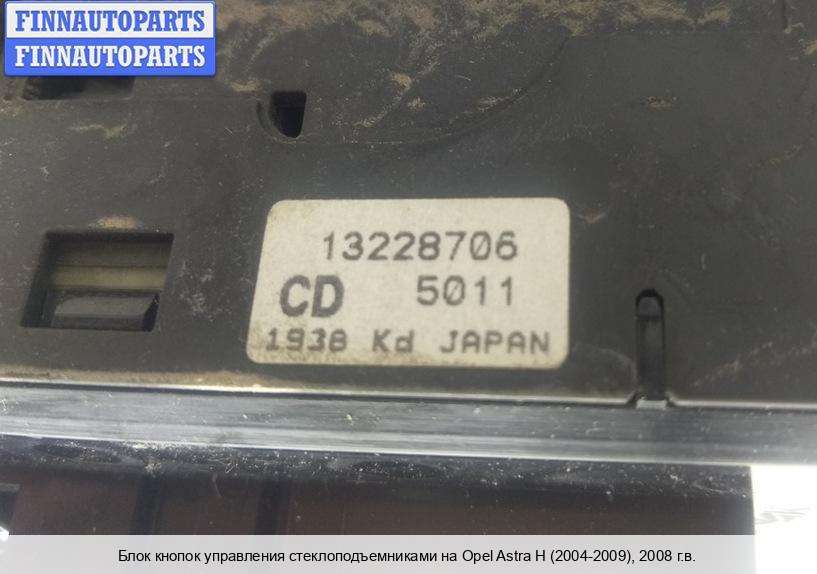 FINNAUTOPARTS
FINNAUTOPARTS
13228706
CD 5011
1938 Kd JAPAN
Блок кнопок управления стеклоподъемниками на Opel Astra H (2004-2009), 2008 г.в.